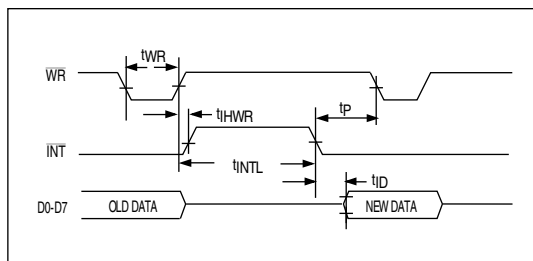 tWR
WR
tIHWR
tP
INT
tINTL
tID
D0-D7 OLD DATA NEW DATA